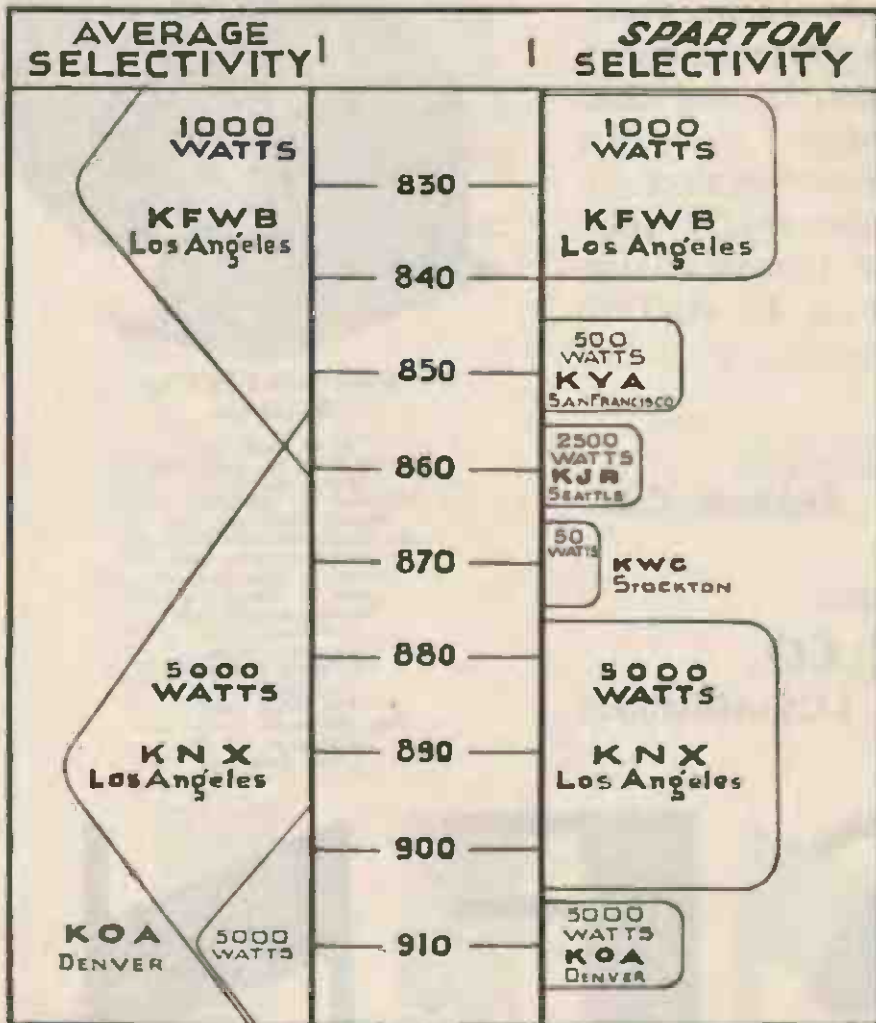 AVERAGE
SELECTIVITY
SPARTON
SELECTIVITY
1000
WATTS
KFWB
Los Angeles
5000
WATTS
KNX
Los Angeles
KOA
DENVER
5000
WATTS
830
840
850
860
870
880
890
900
910
1000
WATTS
KFWB
Los Angeles
500
WATTS
KYA
SAN FRANCISCO
2500
WATTS
KJR
SEATTLE
50
WATTS
KWG
STOCKTON
5000
WATTS
KNX
Los Angeles
5000
WATTS
KOA
DENVER